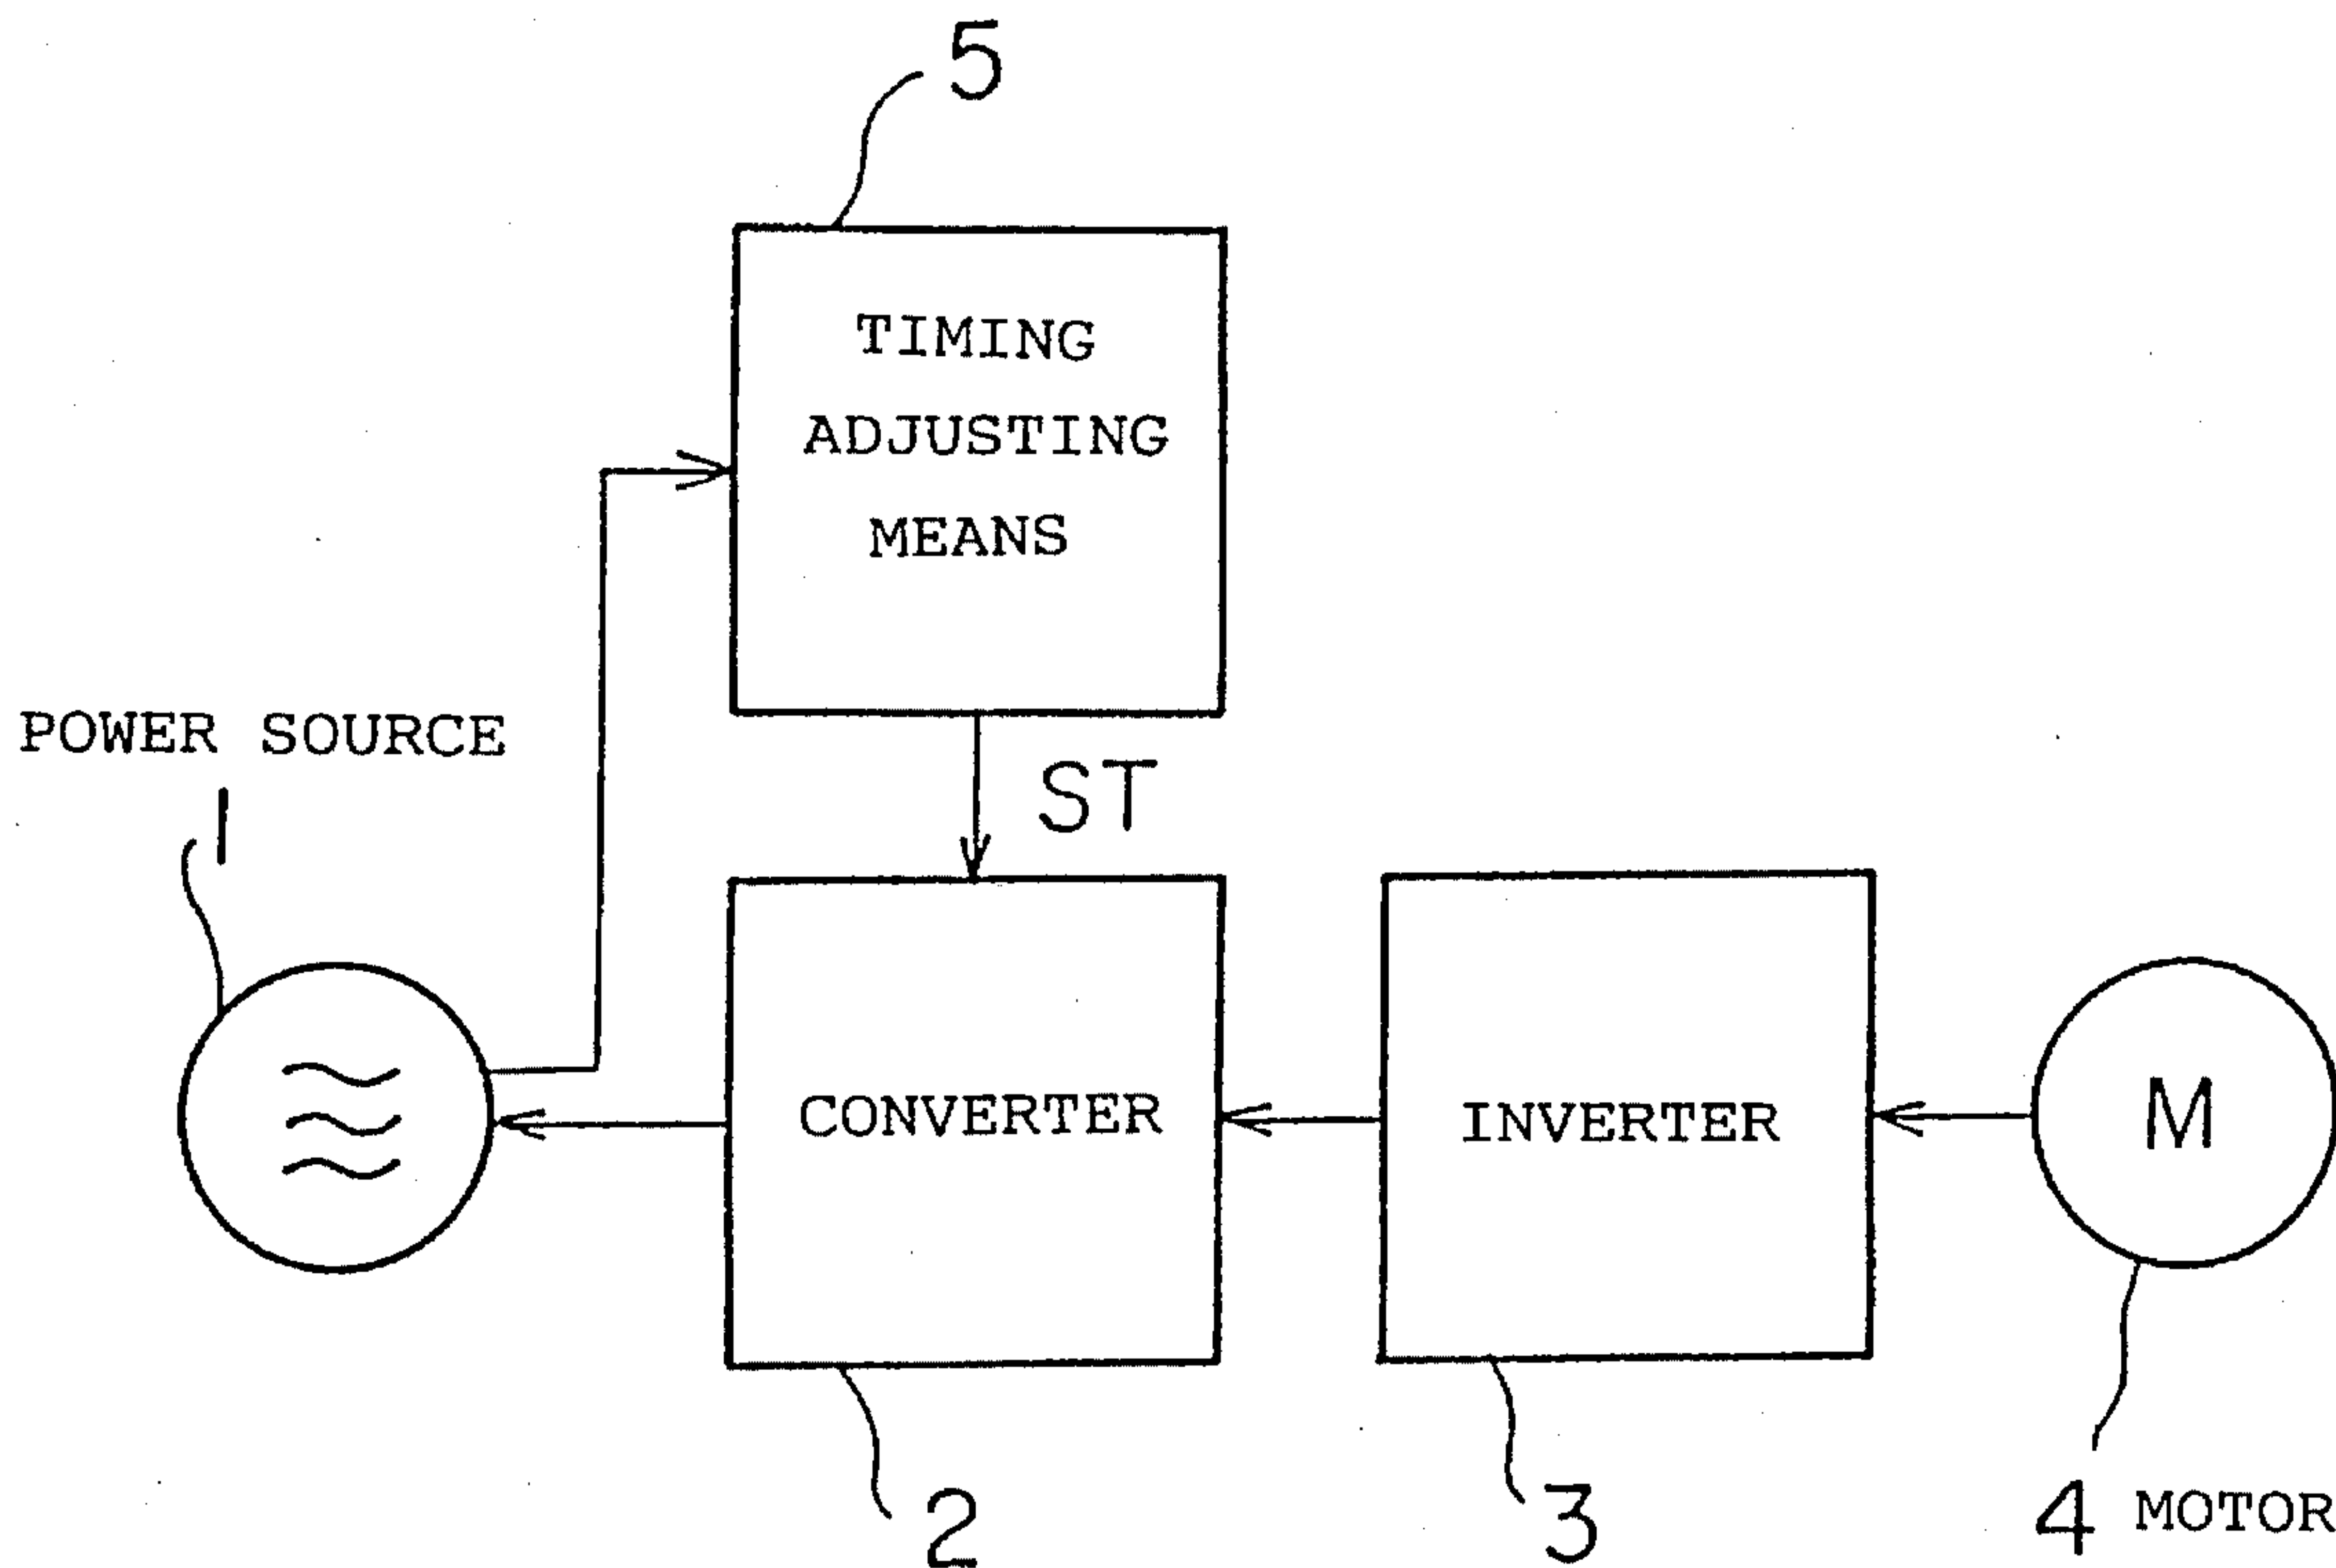 5
TIMING
ADJUSTING
MEANS
POWER SOURCE
1
ST
CONVERTER
INVERTER
M
2
3
4 MOTOR